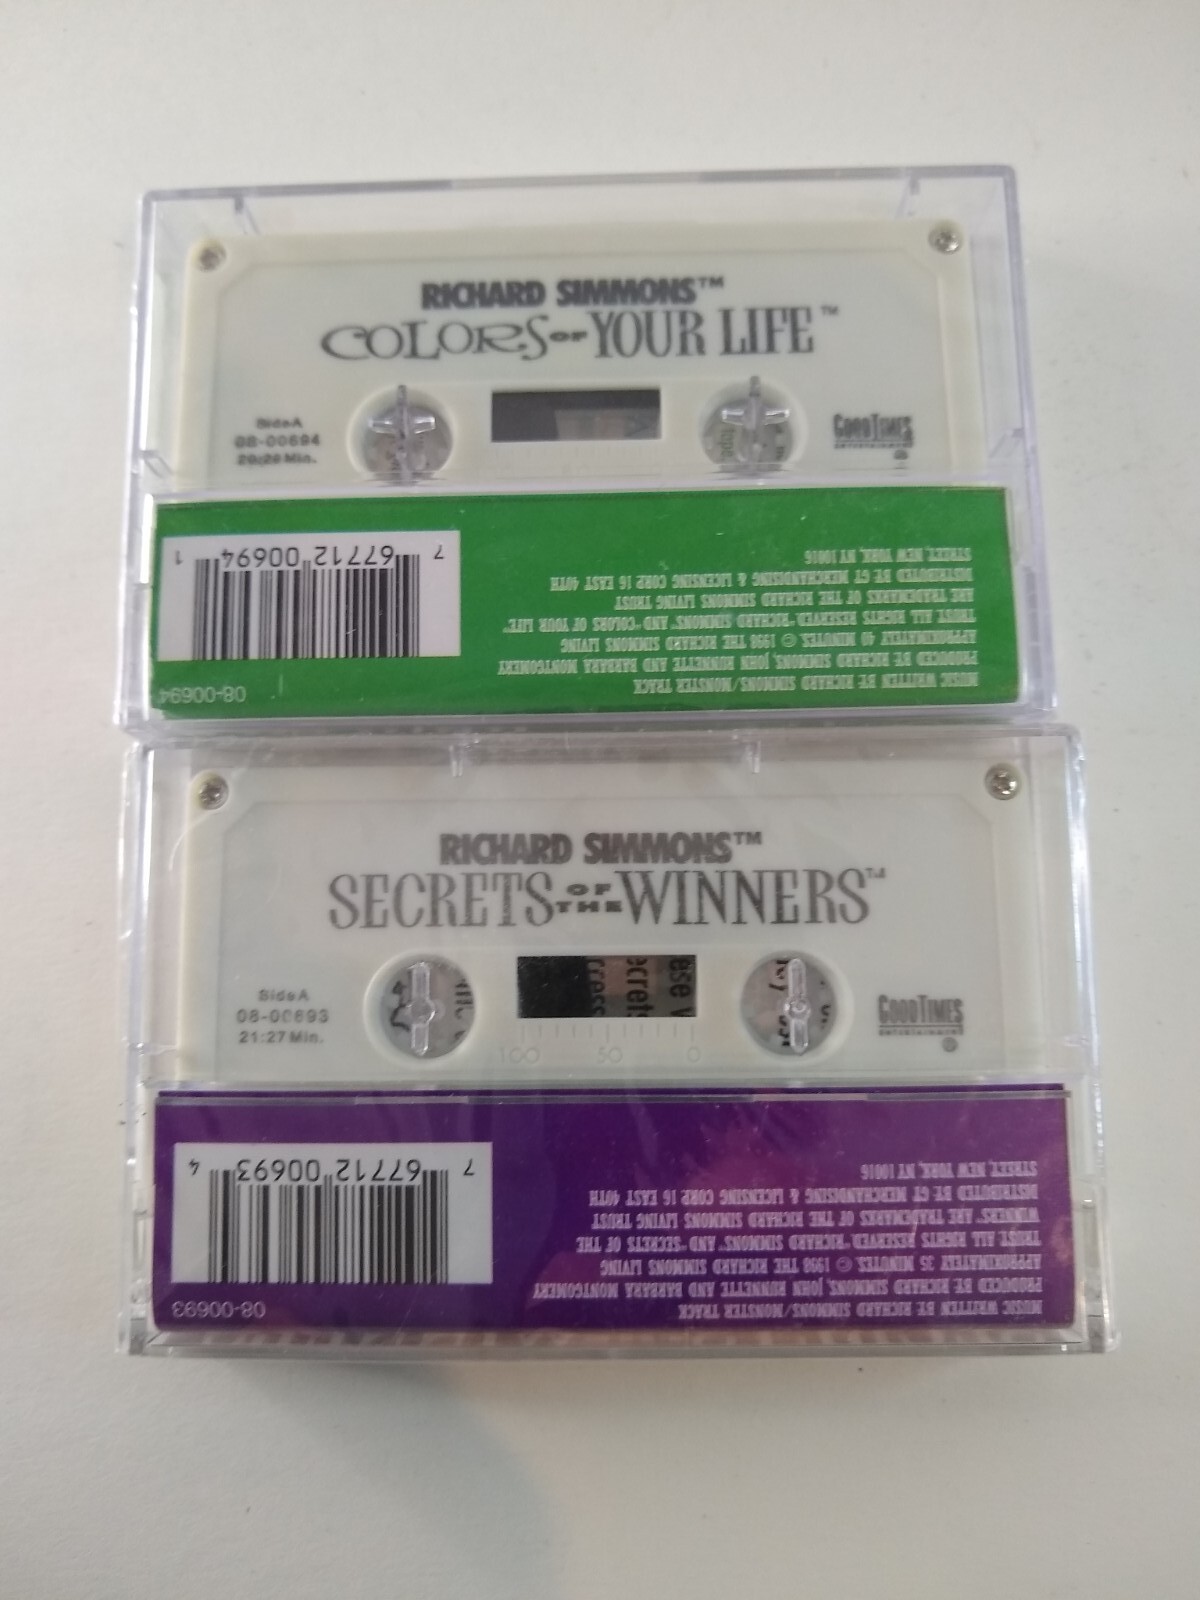 RICHARD SIMMONS™
COLORS OF YOUR LIFE™
Side A
08-00694
20:20 Min.
GOODTIMES
ENTERTAINMENT
MUSIC WRITTEN BY RICHARD SIMMONS/MONSTER TRACK
PRODUCED BY RICHARD SIMMONS, JOHN RONNETTE AND BARBARA MONTGOMERY
APPROXIMATELY 40 MINUTES. © 1998 THE RICHARD SIMMONS LIVING
TRUST ALL RIGHTS RESERVED "RICHARD SIMMONS" AND "COLORS OF YOUR LIFE"
ARE TRADEMARKS OF THE RICHARD SIMMONS LIVING TRUST
DISTRIBUTED BY GT MERCHANDISING & LICENSING CORP 16 EAST 40TH
STREET, NEW YORK, NY 10016
08-00694
7 67712 00694 1
RICHARD SIMMONS™
SECRETS OF THE WINNERS™
Side A
08-00693
21:27 Min.
100 50 0
GOODTIMES
ENTERTAINMENT
MUSIC WRITTEN BY RICHARD SIMMONS/MONSTER TRACK
PRODUCED BY RICHARD SIMMONS, JOHN RONNETTE AND BARBARA MONTGOMERY
APPROXIMATELY 35 MINUTES. © 1998 THE RICHARD SIMMONS LIVING
TRUST ALL RIGHTS RESERVED "RICHARD SIMMONS" AND "SECRETS OF THE
WINNERS" ARE TRADEMARKS OF THE RICHARD SIMMONS LIVING TRUST
DISTRIBUTED BY GT MERCHANDISING & LICENSING CORP 16 EAST 40TH
STREET, NEW YORK, NY 10016
08-00693
7 67712 00693 4